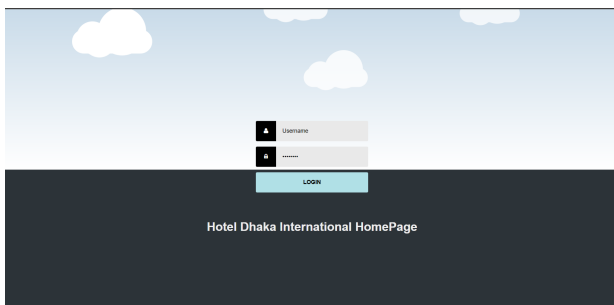 Username
••••••••
LOGIN
Hotel Dhaka International HomePage